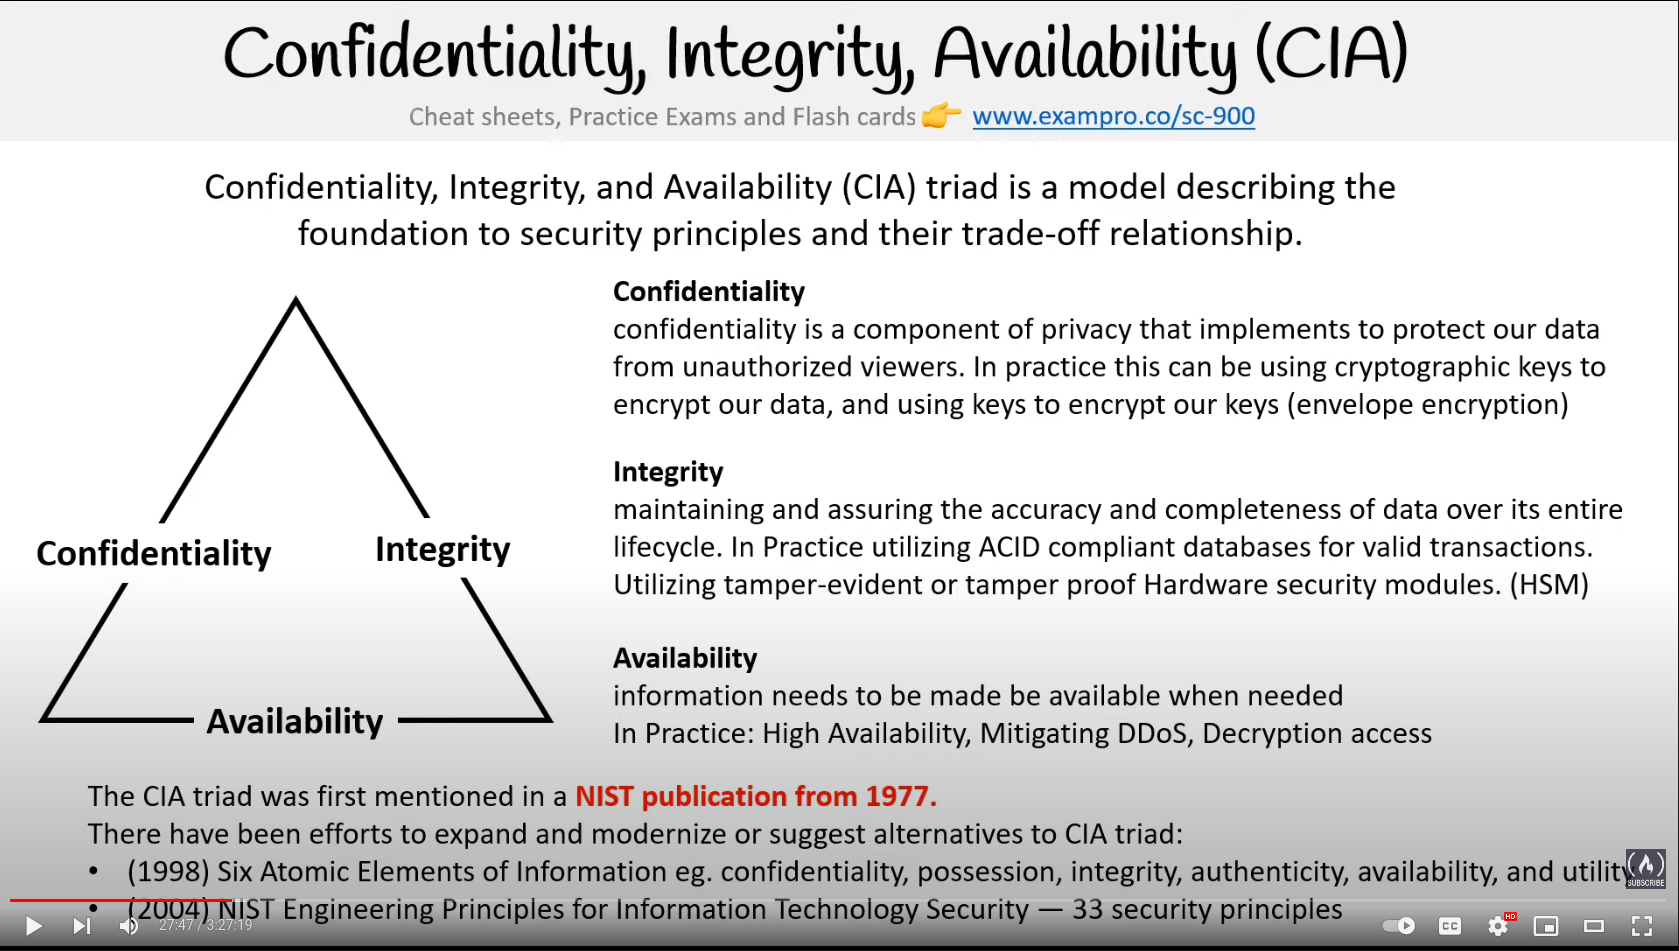 Confidentiality, Integrity, Availability (CIA)
Cheat sheets, Practice Exams and Flash cards 👉 www.exampro.co/sc-900
Confidentiality, Integrity, and Availability (CIA) triad is a model describing the
foundation to security principles and their trade-off relationship.
Confidentiality
Integrity
Availability
Confidentiality
confidentiality is a component of privacy that implements to protect our data
from unauthorized viewers. In practice this can be using cryptographic keys to
encrypt our data, and using keys to encrypt our keys (envelope encryption)
Integrity
maintaining and assuring the accuracy and completeness of data over its entire
lifecycle. In Practice utilizing ACID compliant databases for valid transactions.
Utilizing tamper-evident or tamper proof Hardware security modules. (HSM)
Availability
information needs to be made be available when needed
In Practice: High Availability, Mitigating DDoS, Decryption access
The CIA triad was first mentioned in a NIST publication from 1977.
There have been efforts to expand and modernize or suggest alternatives to CIA triad:
• (1998) Six Atomic Elements of Information eg. confidentiality, possession, integrity, authenticity, availability, and utility
• (2004) NIST Engineering Principles for Information Technology Security — 33 security principles
SUBSCRIBE
27:47 / 3:27:19
CC
HD